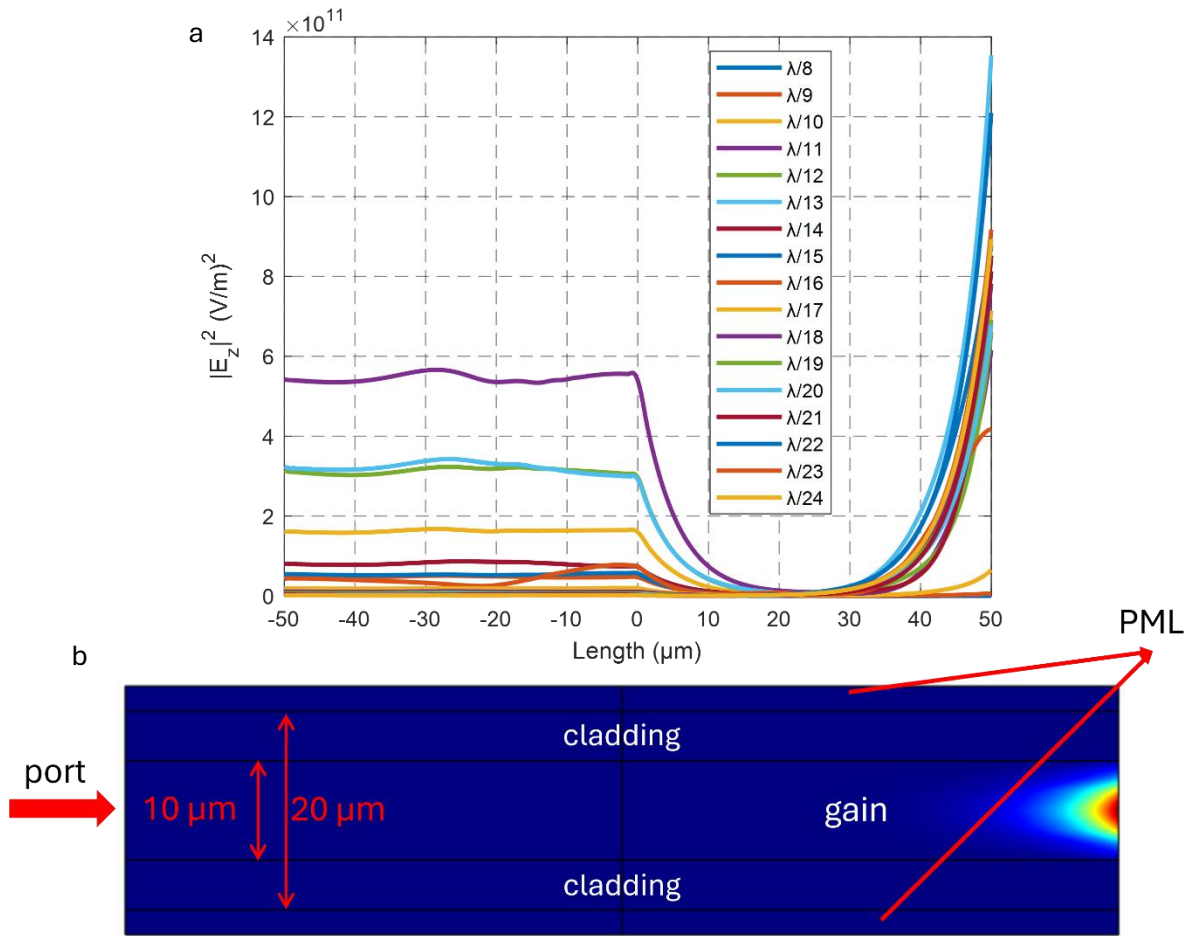 a
×10¹¹
14
12
10
8
6
4
2
0
|E_z|² (V/m)²
-50 -40 -30 -20 -10 0 10 20 30 40 50
Length (µm)
λ/8
λ/9
λ/10
λ/11
λ/12
λ/13
λ/14
λ/15
λ/16
λ/17
λ/18
λ/19
λ/20
λ/21
λ/22
λ/23
λ/24
b
PML
cladding
port
10 µm
20 µm
gain
cladding